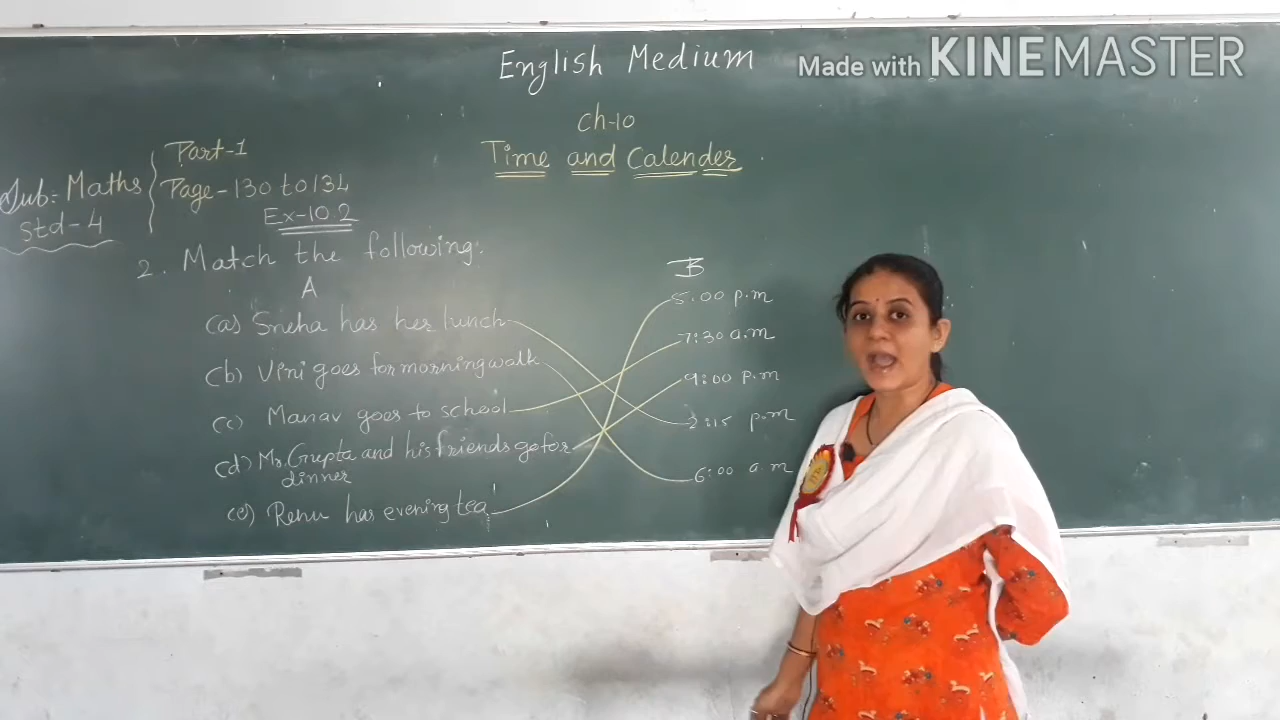 English Medium
Made with KINEMASTER
Ch-10
Time and Calender
Sub:- Maths
Std-4
Part-1
Page-130 to 134
Ex-10.2
2. Match the following:
A
B
(a) Sneha has her lunch
5.00 p.m
(b) Vini goes for morning walk
7:30 a.m
(c) Manav goes to school
9:00 p.m
(d) Mr. Gupta and his friends go for
dinner
2:15 p.m
(e) Renu has evening tea
6:00 a.m